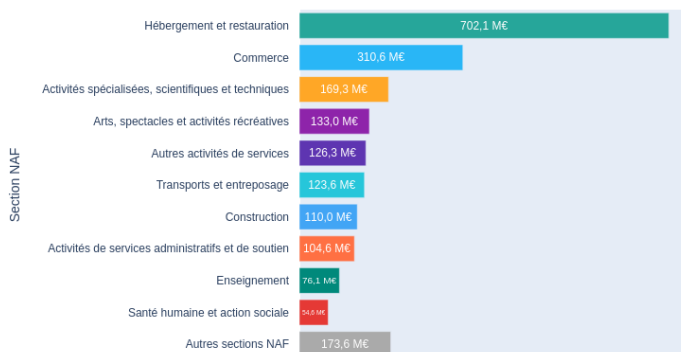 Section NAF
Hébergement et restauration 702,1 M€
Commerce 310,6 M€
Activités spécialisées, scientifiques et techniques 169,3 M€
Arts, spectacles et activités récréatives 133,0 M€
Autres activités de services 126,3 M€
Transports et entreposage 123,6 M€
Construction 110,0 M€
Activités de services administratifs et de soutien 104,6 M€
Enseignement 76,1 M€
Santé humaine et action sociale 54,6 M€
Autres sections NAF 173,6 M€